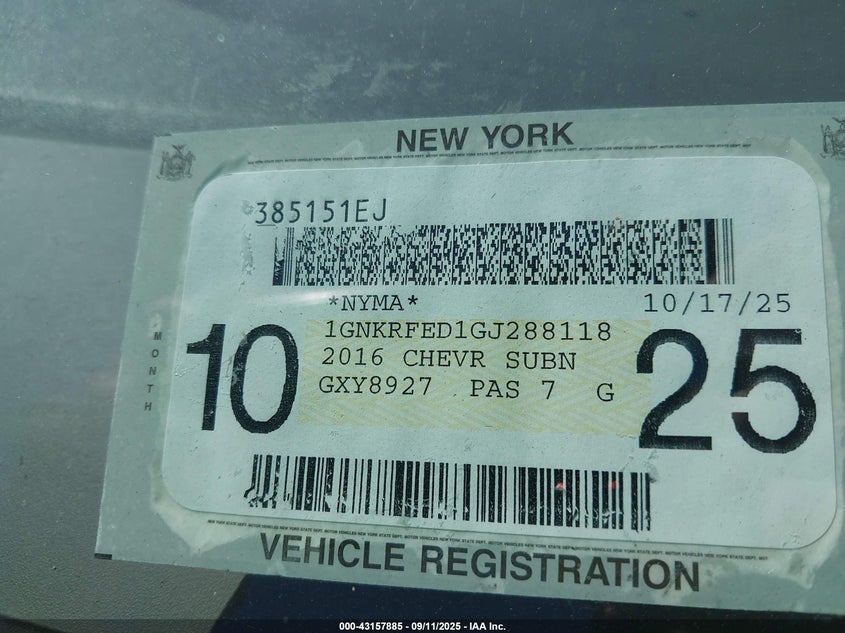 NEW YORK
385151EJ
*NYMA*
10/17/25
MONTH
10
1GNKRFED1GJ288118
2016 CHEVR SUBN
GXY8927 PAS 7 G
25
VEHICLE REGISTRATION
000-43157885 - 09/11/2025 - IAA Inc.